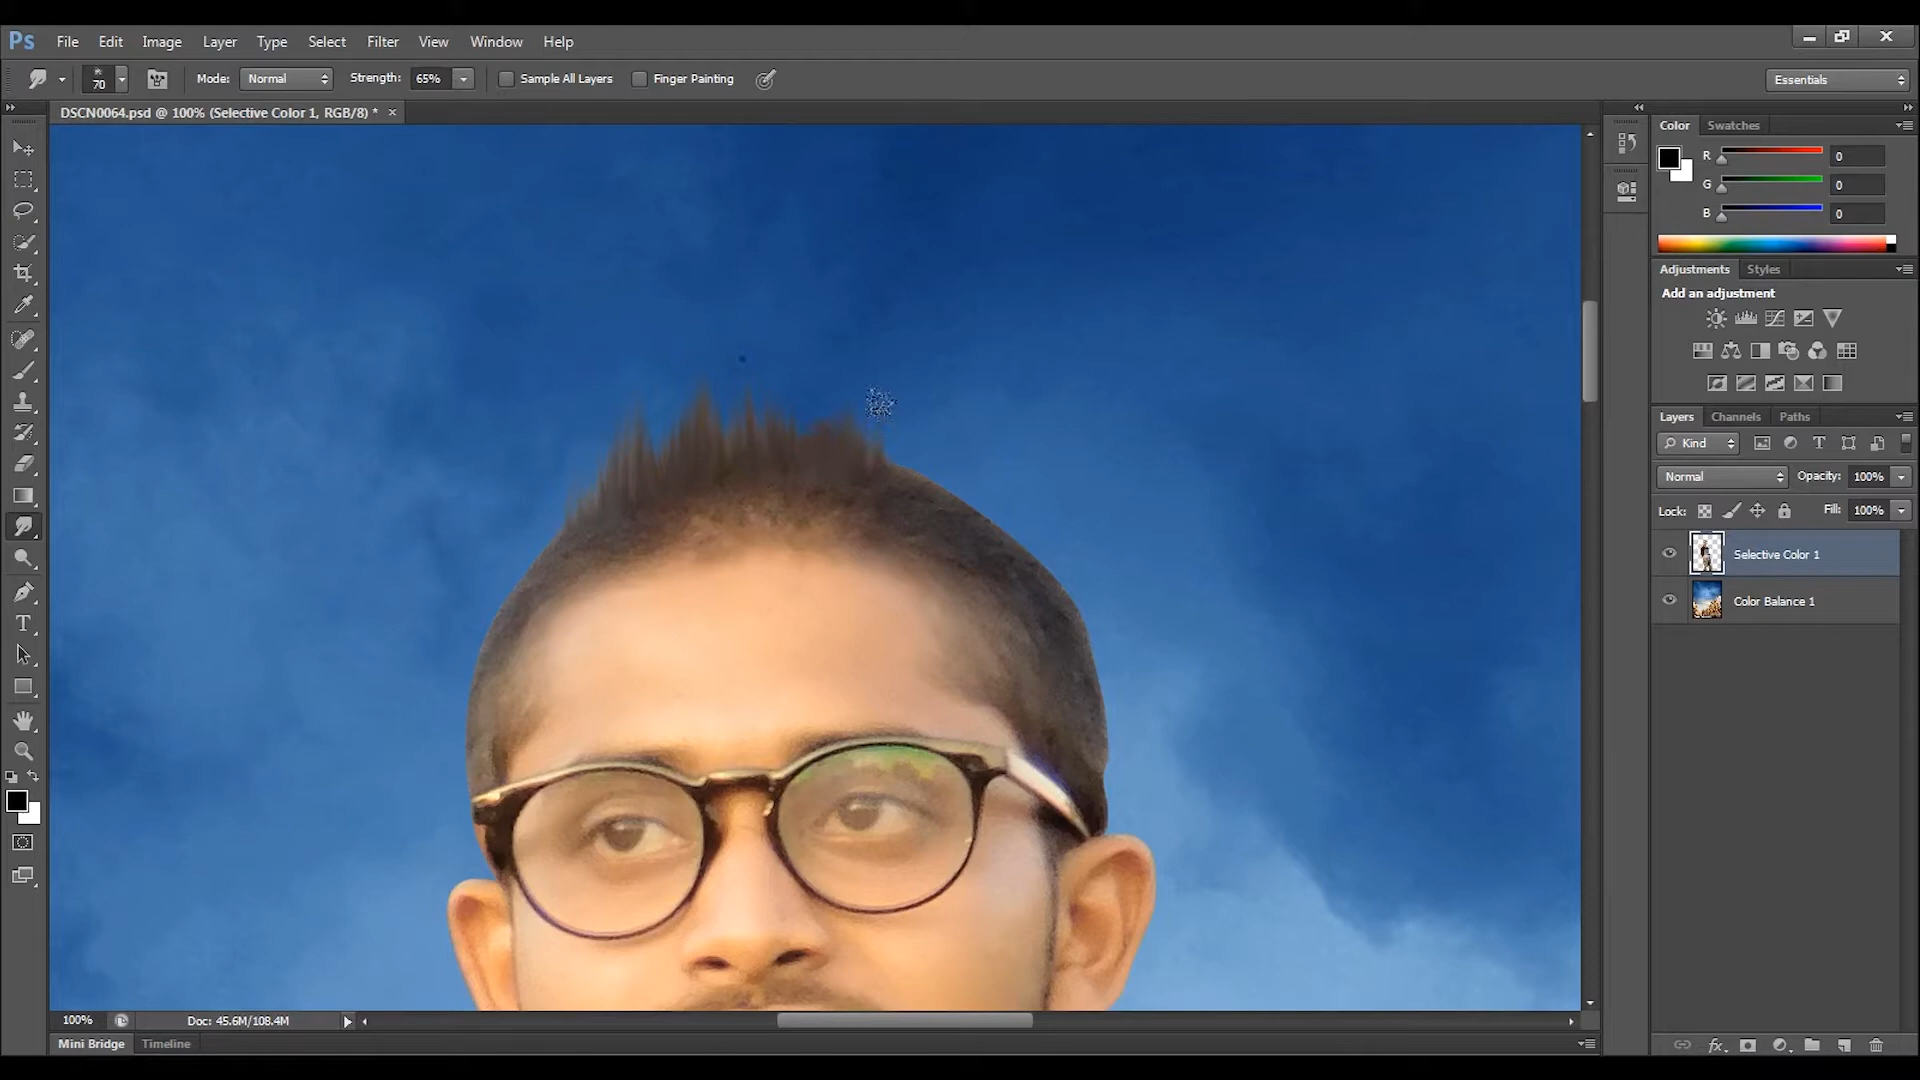 Ps File Edit Image Layer Type Select Filter View Window Help
70 Mode: Normal Strength: 65% Sample All Layers Finger Painting Essentials
DSCN0064.psd @ 100% (Selective Color 1, RGB/8) * ×
Color Swatches
R 0
G 0
B 0
Adjustments Styles
Add an adjustment
Layers Channels Paths
Kind
Normal Opacity: 100%
Lock: Fill: 100%
Selective Color 1
Color Balance 1
100% Doc: 45.6M/108.4M
Mini Bridge Timeline